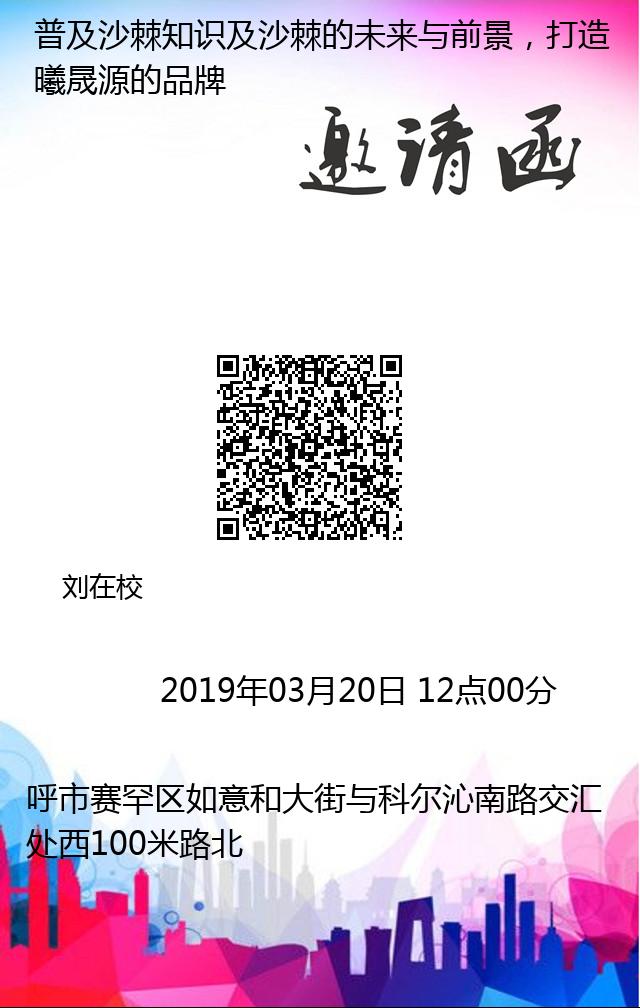 普及沙棘知识及沙棘的未来与前景，打造
曦晟源的品牌
邀请函
刘在校
2019年03月20日 12点00分
呼市赛罕区如意和大街与科尔沁南路交汇
处西100米路北